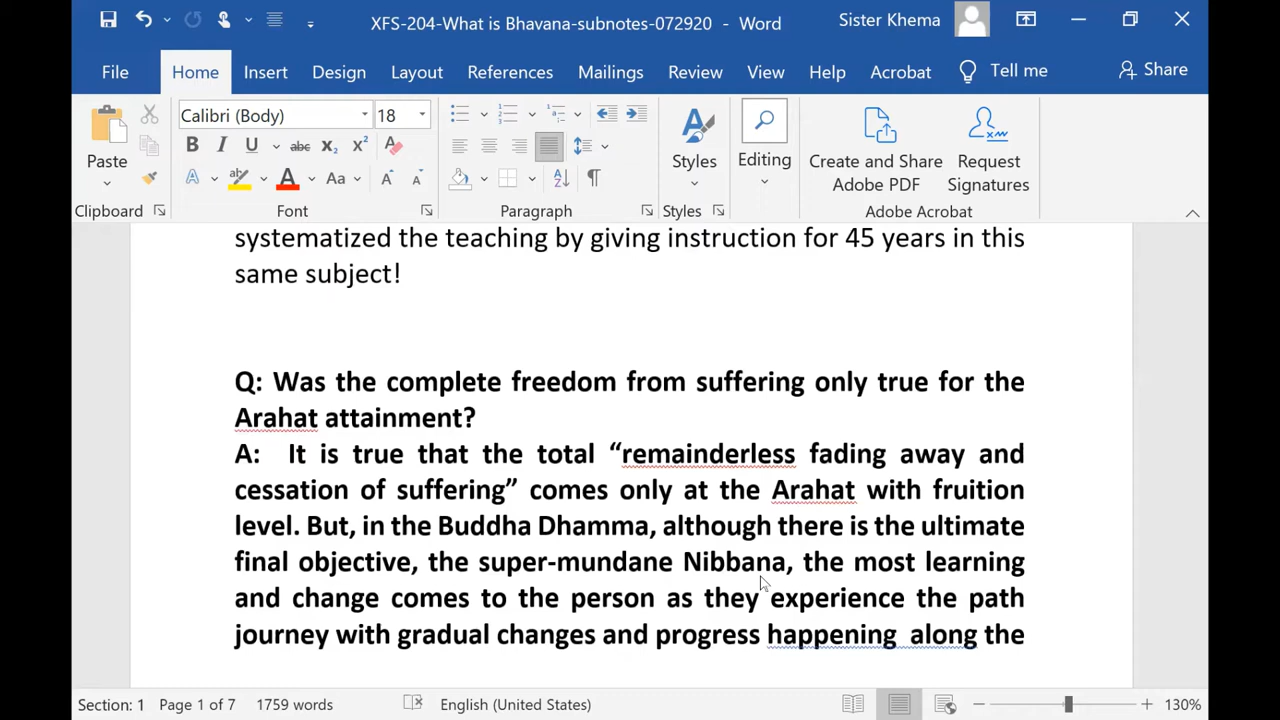 XFS-204-What is Bhavana-subnotes-072920 - Word
Sister Khema
File Home Insert Design Layout References Mailings Review View Help Acrobat Tell me Share
Calibri (Body) 18
B I U abc x₂ x²
A ab A Aa A A
Paste
Styles
Editing
Create and Share
Adobe PDF
Request
Signatures
Clipboard Font Paragraph Styles Adobe Acrobat
systematized the teaching by giving instruction for 45 years in this
same subject!
Q: Was the complete freedom from suffering only true for the
Arahat attainment?
A: It is true that the total “remainderless fading away and
cessation of suffering” comes only at the Arahat with fruition
level. But, in the Buddha Dhamma, although there is the ultimate
final objective, the super-mundane Nibbana, the most learning
and change comes to the person as they experience the path
journey with gradual changes and progress happening along the
Section: 1 Page 1 of 7 1759 words English (United States) 130%